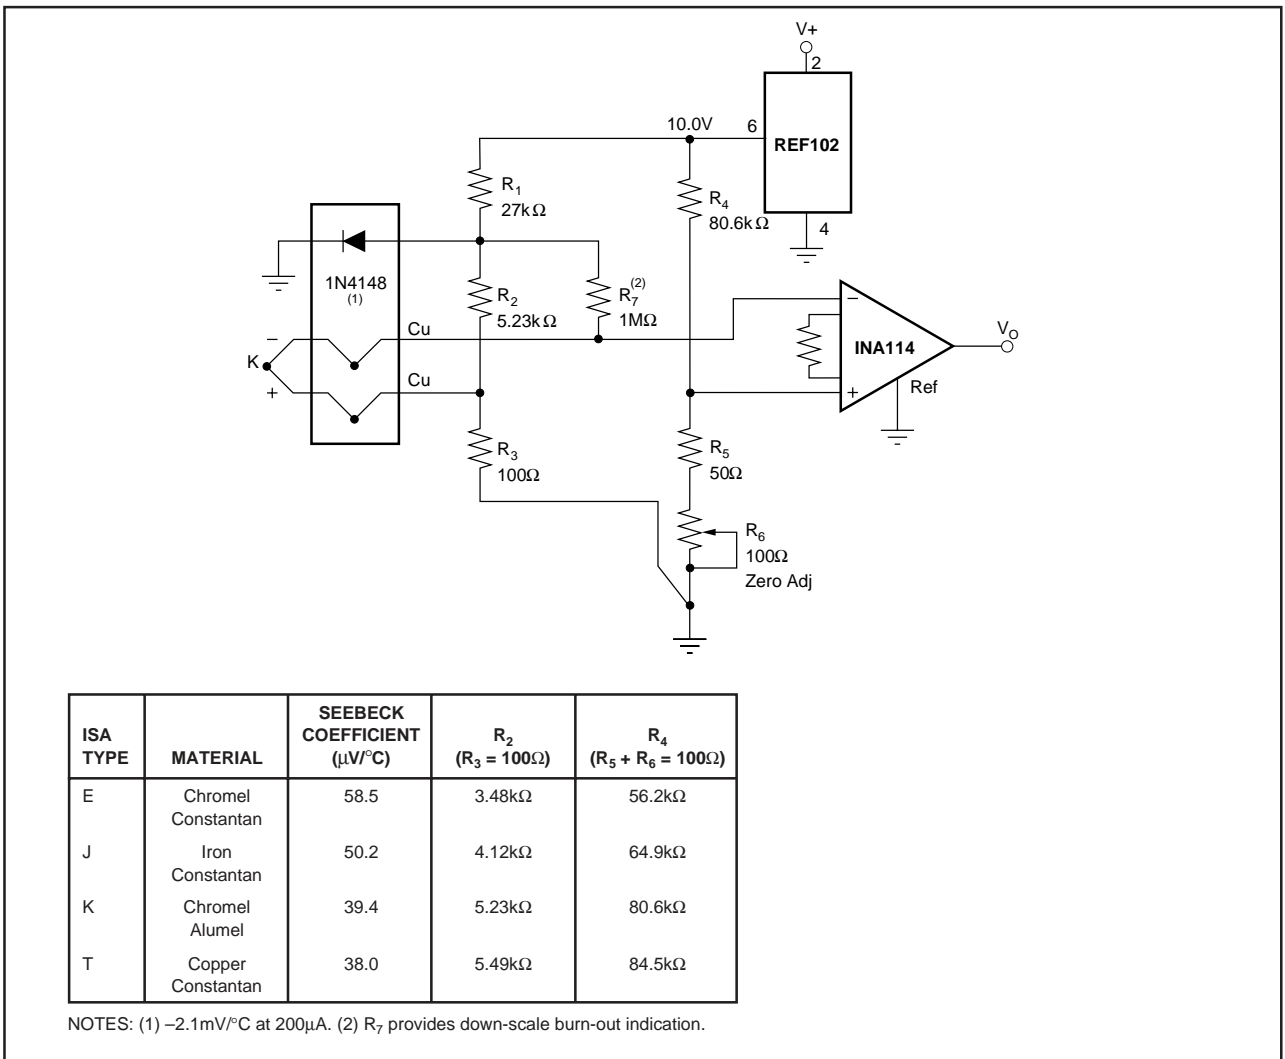 V+
2
10.0V
6
REF102
R1
27kΩ
R4
80.6kΩ
4
1N4148
(1)
R2
5.23kΩ
R7(2)
1MΩ
Cu
–
K
Cu
+
–
INA114
+
Ref
VO
R3
100Ω
R5
50Ω
R6
100Ω
Zero Adj
ISA TYPE MATERIAL SEEBECK COEFFICIENT (µV/°C) R2 (R3 = 100Ω) R4 (R5 + R6 = 100Ω)
E Chromel Constantan 58.5 3.48kΩ 56.2kΩ
J Iron Constantan 50.2 4.12kΩ 64.9kΩ
K Chromel Alumel 39.4 5.23kΩ 80.6kΩ
T Copper Constantan 38.0 5.49kΩ 84.5kΩ
NOTES: (1) –2.1mV/°C at 200µA. (2) R7 provides down-scale burn-out indication.